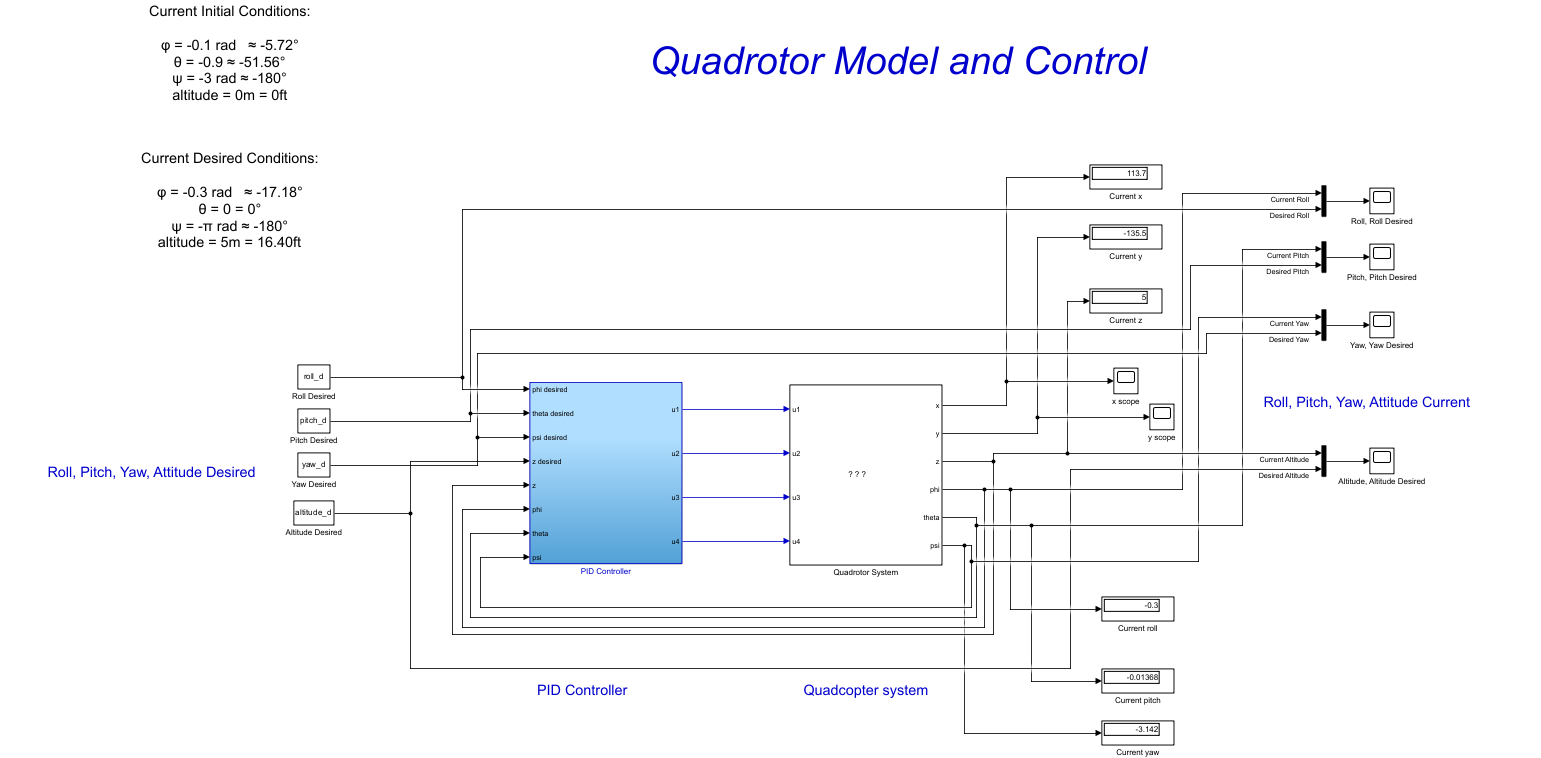 Current Initial Conditions:
φ = -0.1 rad ≈ -5.72°
θ = -0.9 ≈ -51.56°
ψ = -3 rad ≈ -180°
altitude = 0m = 0ft
Quadrotor Model and Control
Current Desired Conditions:
φ = -0.3 rad ≈ -17.18°
θ = 0 = 0°
ψ = -π rad ≈ -180°
altitude = 5m = 16.40ft
113.7
Current x
-135.5
Current y
5
Current z
Current Roll
Desired Roll
Roll, Roll Desired
Current Pitch
Desired Pitch
Pitch, Pitch Desired
Current Yaw
Desired Yaw
Yaw, Yaw Desired
x scope
y scope
Roll, Pitch, Yaw, Attitude Current
Current Altitude
Desired Altitude
Altitude, Altitude Desired
Roll, Pitch, Yaw, Attitude Desired
roll_d
Roll Desired
pitch_d
Pitch Desired
yaw_d
Yaw Desired
altitude_d
Altitude Desired
phi desired
theta desired
psi desired
z desired
z
phi
theta
psi
u1
u2
u3
u4
PID Controller
u1
u2
u3
u4
? ? ?
x
y
z
phi
theta
psi
Quadrotor System
-0.3
Current roll
-0.01368
Current pitch
-3.142
Current yaw
PID Controller
Quadcopter system